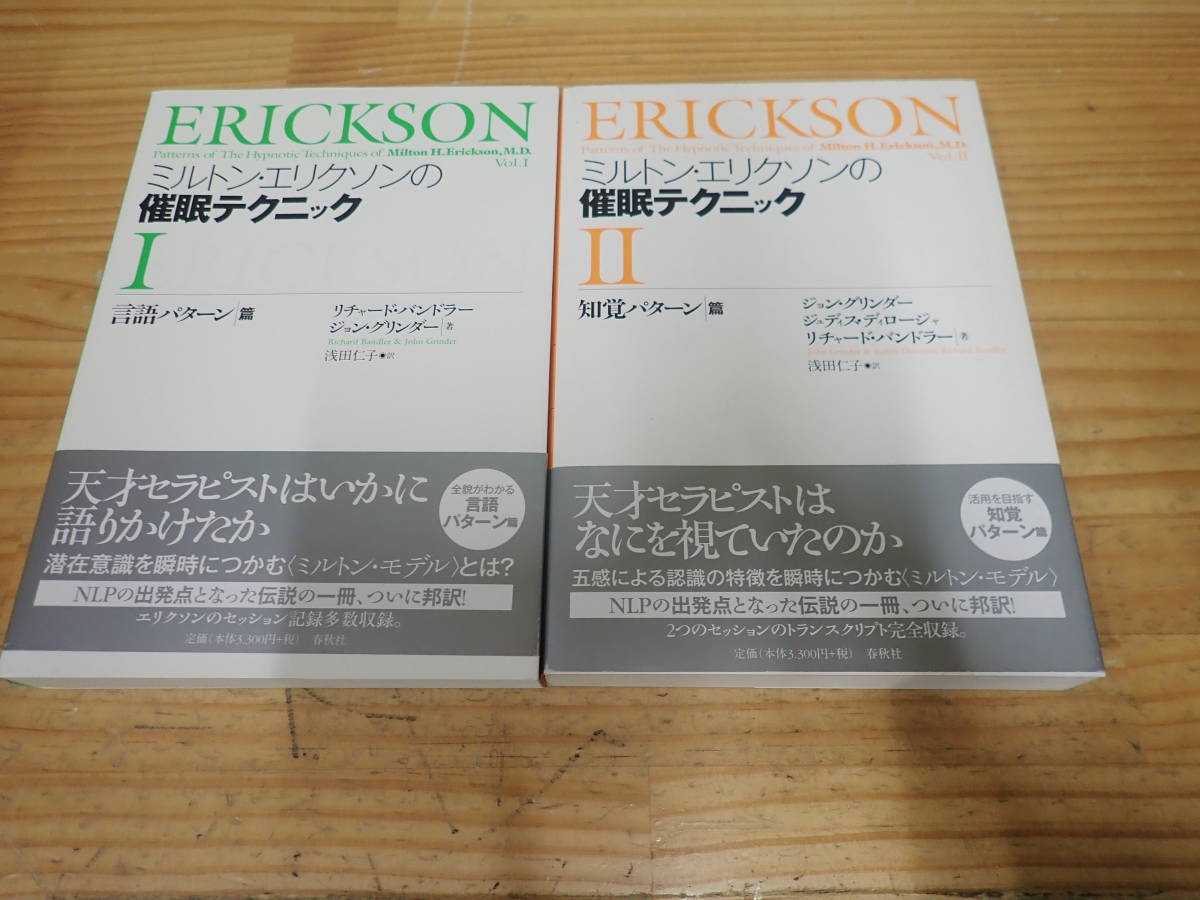 ERICKSON
Patterns of The Hypnotic Techniques of Milton H. Erickson, M.D.
Vol. I
ミルトン・エリクソンの
催眠テクニック
I
ERICKSON
言語パターン篇
リチャード・バンドラー
ジョン・グリンダー 著
Richard Bandler & John Grinder
浅田仁子◉訳
天才セラピストはいかに
語りかけたか
全貌がわかる
言語
パターン篇
潜在意識を瞬時につかむ〈ミルトン・モデル〉とは?
NLPの出発点となった伝説の一冊、ついに邦訳!
エリクソンのセッション記録多数収録。
定価(本体3,300円+税) 春秋社
ERICKSON
Patterns of The Hypnotic Techniques of Milton H. Erickson, M.D.
Vol. II
ミルトン・エリクソンの
催眠テクニック
II
知覚パターン篇
ジョン・グリンダー
ジュディス・ディロージャ
リチャード・バンドラー 著
John Grinder & Judith Delozier, Richard Bandler
浅田仁子◉訳
天才セラピストは
なにを視ていたのか
活用を目指す
知覚
パターン篇
五感による認識の特徴を瞬時につかむ〈ミルトン・モデル〉
NLPの出発点となった伝説の一冊、ついに邦訳!
2つのセッションのトランスクリプト完全収録。
定価(本体3,300円+税) 春秋社